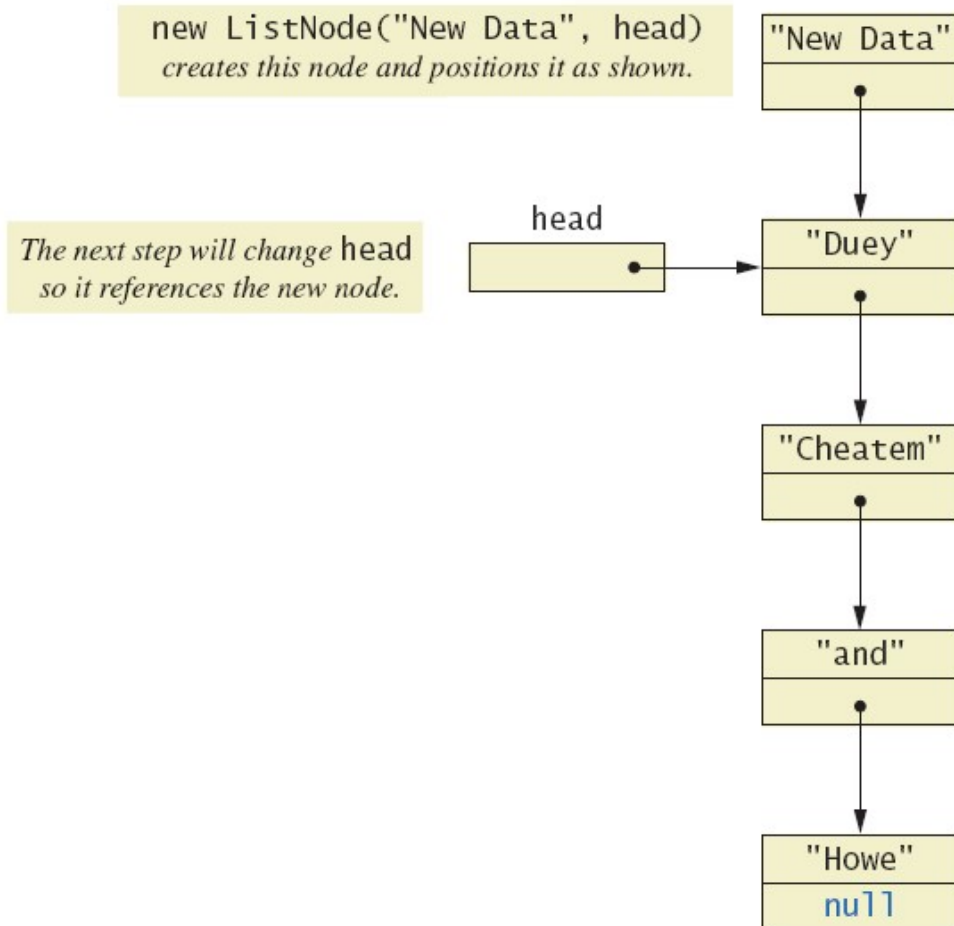 new ListNode("New Data", head)
creates this node and positions it as shown.
"New Data"
head
The next step will change head
so it references the new node.
"Duey"
"Cheatem"
"and"
"Howe"
null